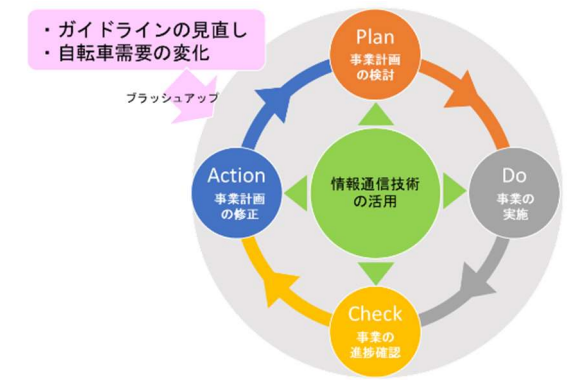 ・ガイドラインの見直し
・自転車需要の変化
ブラッシュアップ
Plan
事業計画
の検討
Action
事業計画
の修正
情報通信技術
の活用
Do
事業の
実施
Check
事業の
進捗確認